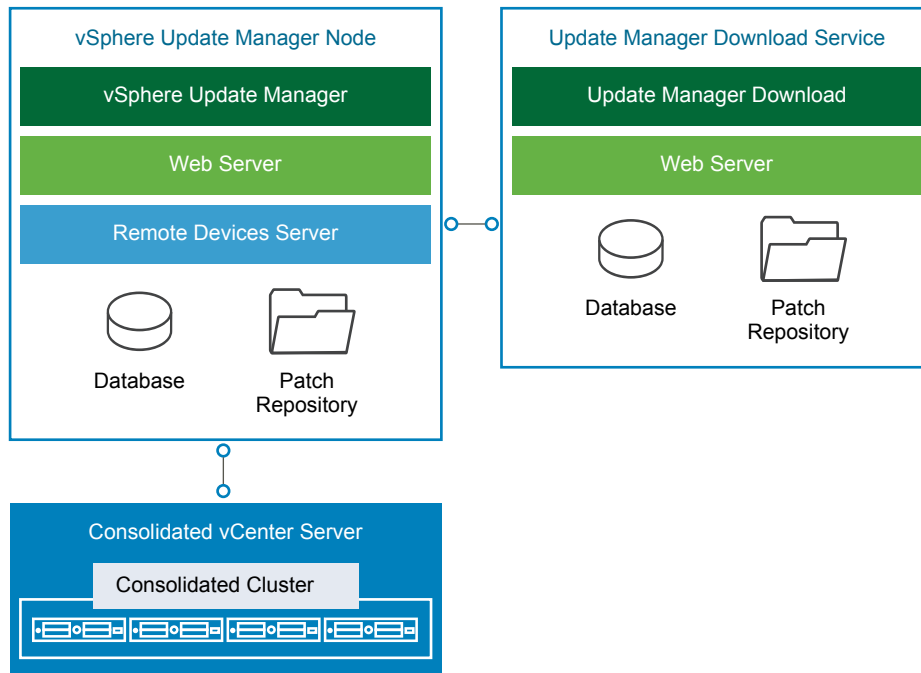 vSphere Update Manager Node
vSphere Update Manager
Web Server
Remote Devices Server
Database
Patch
Repository
Update Manager Download Service
Update Manager Download
Web Server
Database
Patch
Repository
Consolidated vCenter Server
Consolidated Cluster